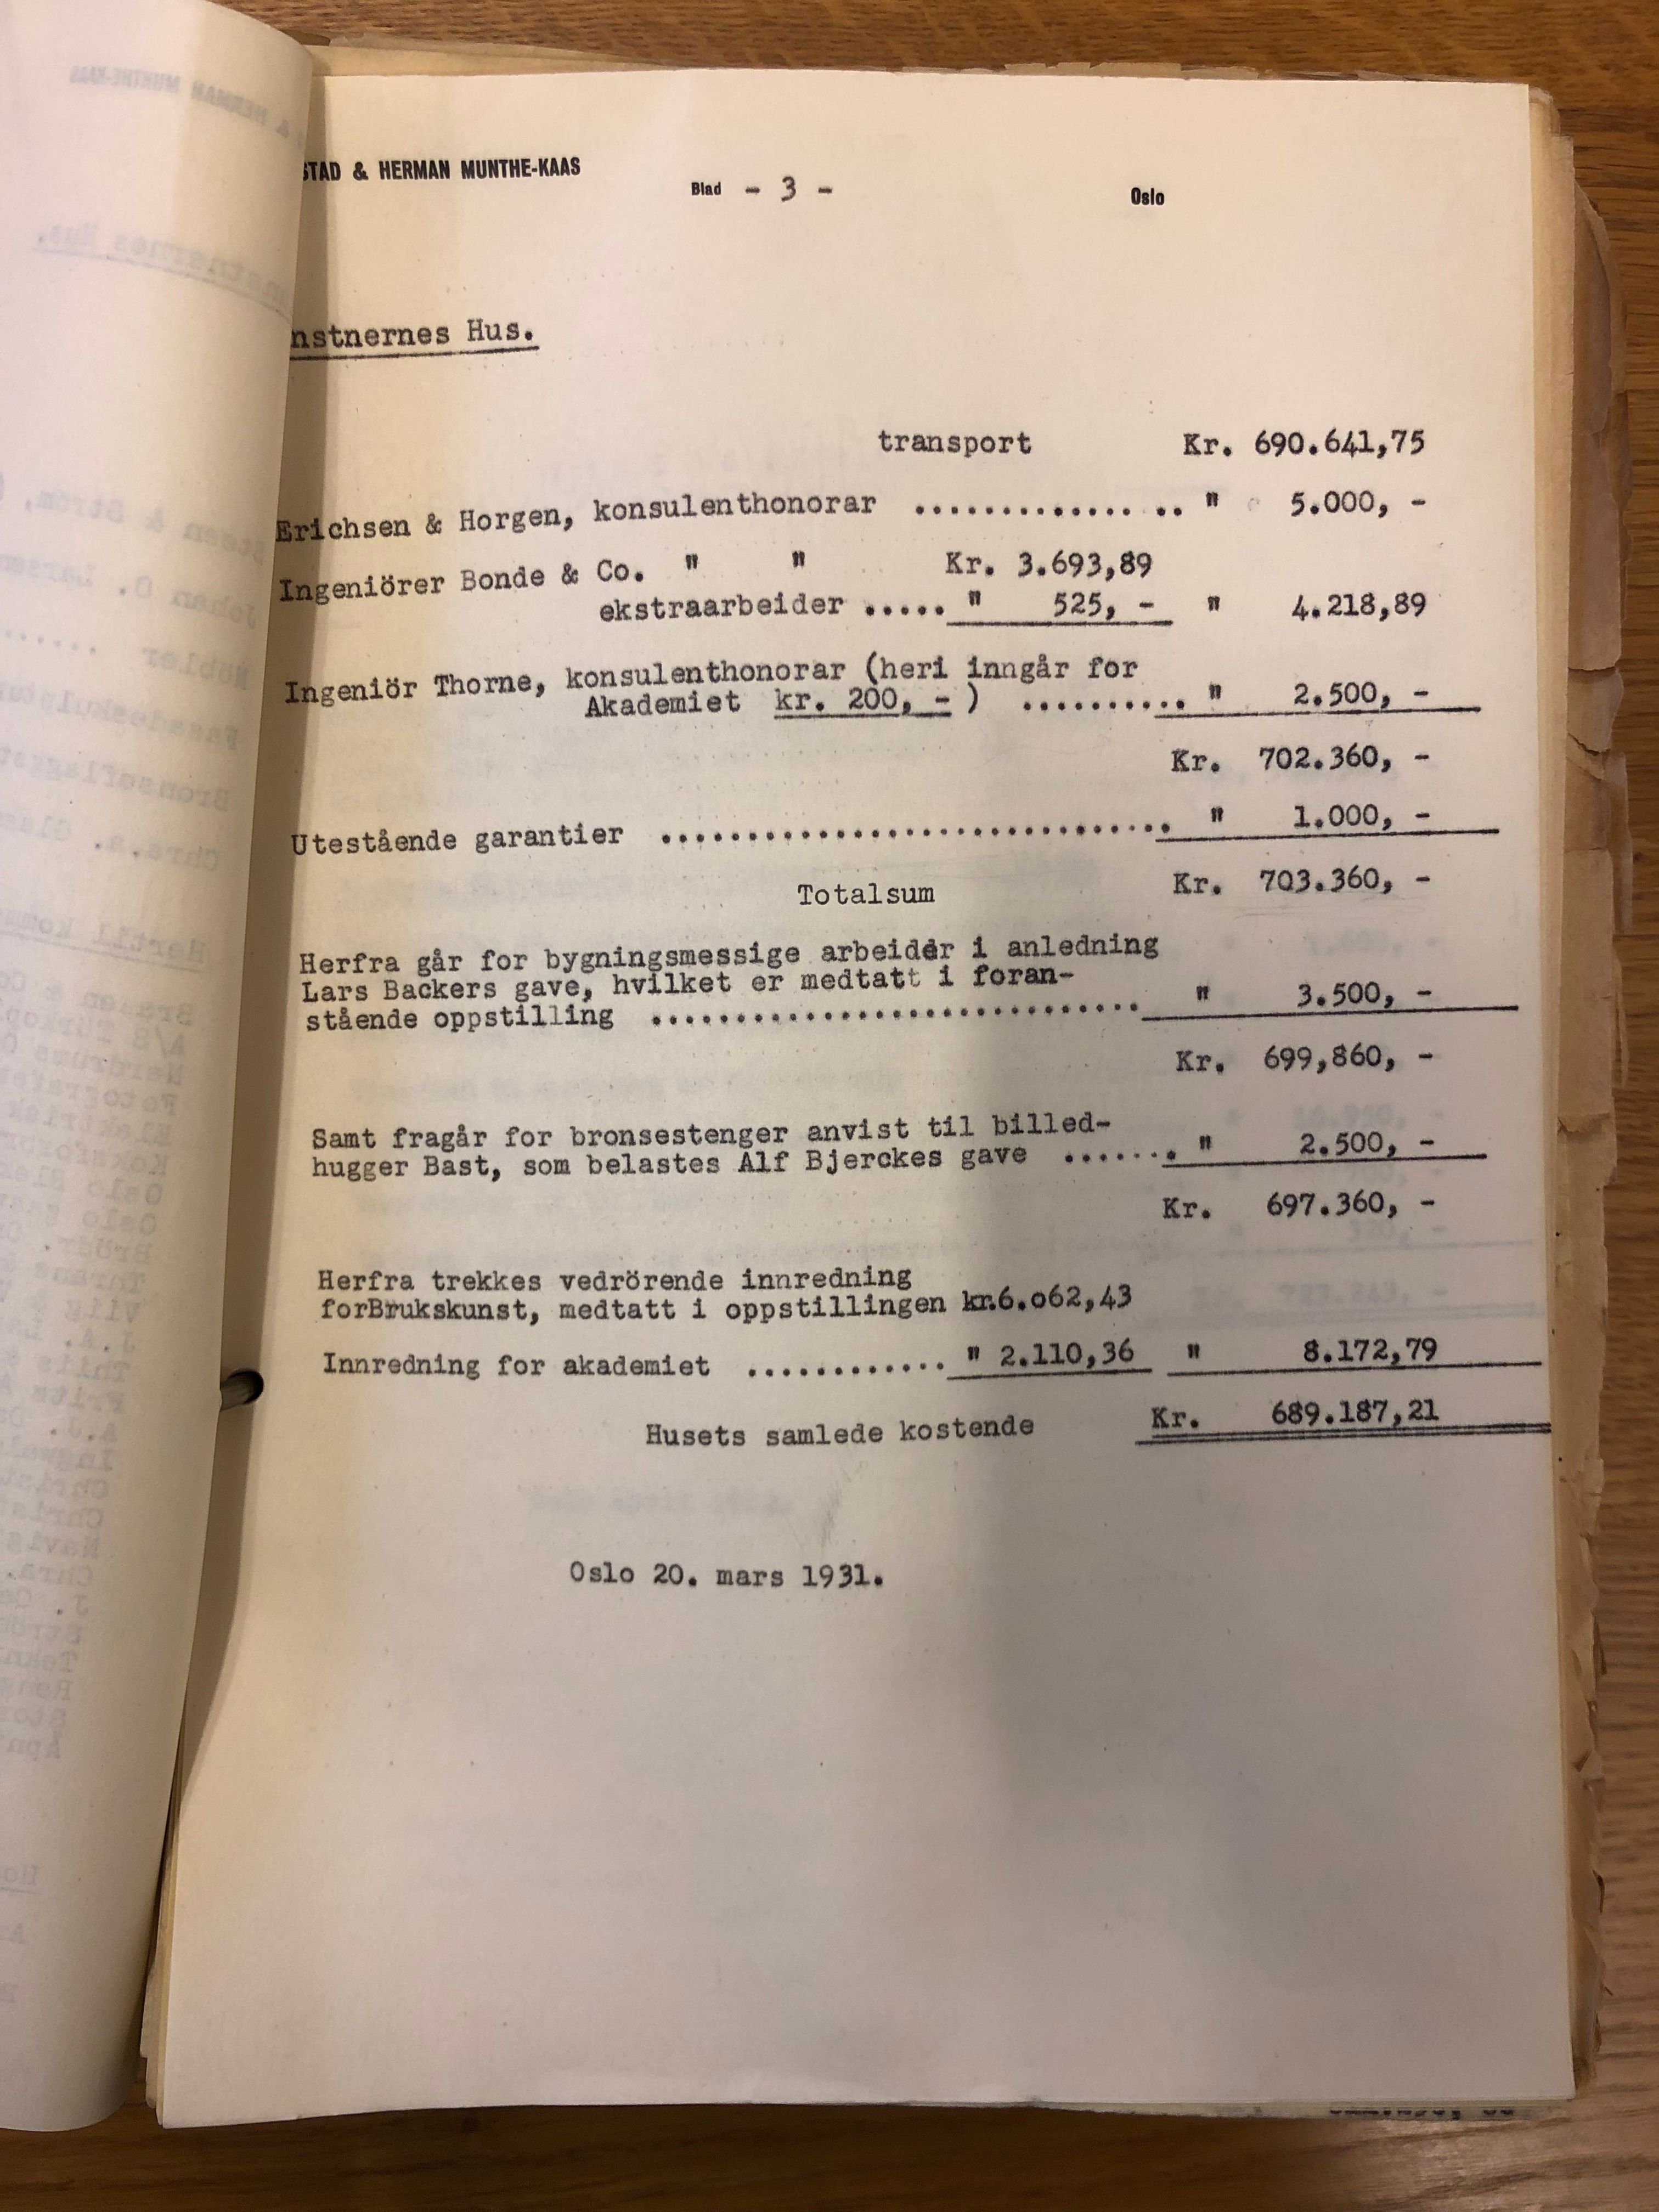 STAD & HERMAN MUNTHE-KAAS
Blad - 3 -
Oslo
nstnernes Hus.
transport Kr. 690.641,75
Erichsen & Horgen, konsulenthonorar ............. .. " 5.000, -
Ingeniörer Bonde & Co. " " Kr. 3.693,89
ekstraarbeider ..... " 525, - " 4.218,89
Ingeniör Thorne, konsulenthonorar (heri inngår for
Akademiet kr. 200, - ) .......... " 2.500, -
Kr. 702.360, -
Utestående garantier .............................. " 1.000, -
Totalsum Kr. 703.360, -
Herfra går for bygningsmessige arbeider i anledning
Lars Backers gave, hvilket er medtatt i foran-
stående oppstilling ............................. " 3.500, -
Kr. 699,860, -
Samt fragår for bronsestenger anvist til billed-
hugger Bast, som belastes Alf Bjerckes gave ....... " 2.500, -
Kr. 697.360, -
Herfra trekkes vedrörende innredning
forBrukskunst, medtatt i oppstillingen kr.6.o62,43
Innredning for akademiet ............ " 2.110,36 " 8.172,79
Husets samlede kostende Kr. 689.187,21
Oslo 20. mars 1931.